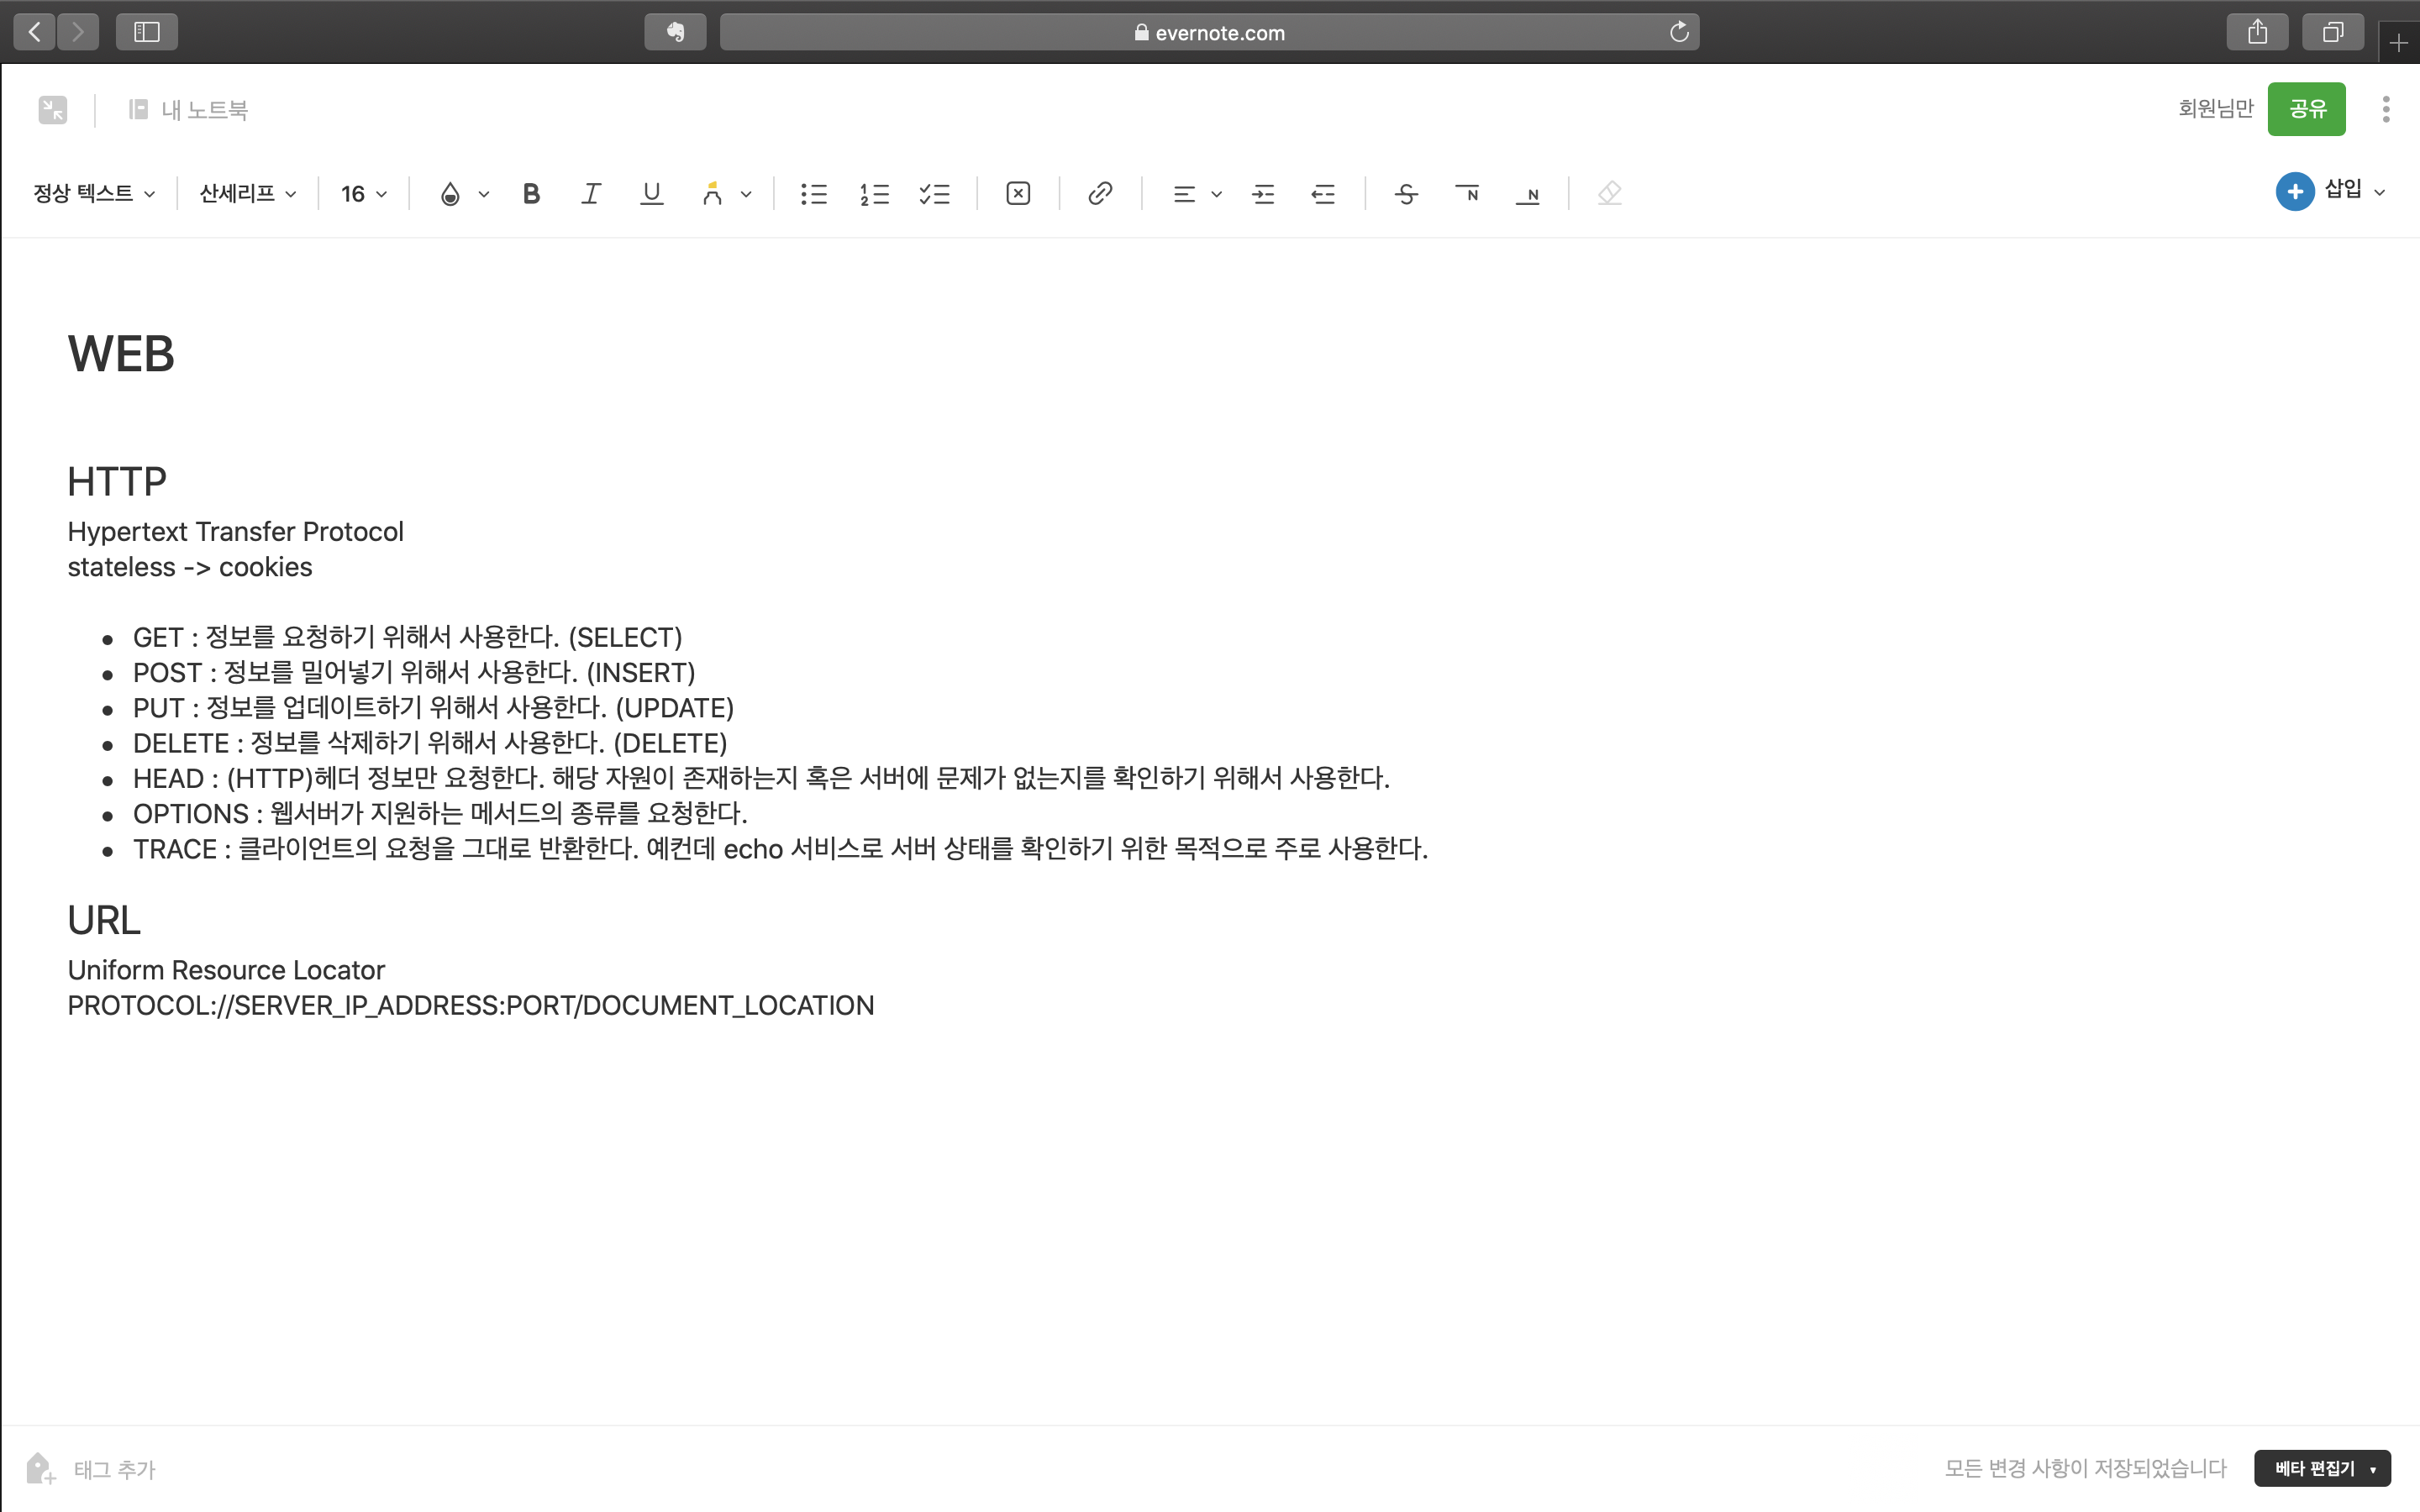 evernote.com
내 노트북
회원님만
공유
정상 텍스트
산세리프
16
삽입
WEB
HTTP
Hypertext Transfer Protocol
stateless -> cookies
• GET : 정보를 요청하기 위해서 사용한다. (SELECT)
• POST : 정보를 밀어넣기 위해서 사용한다. (INSERT)
• PUT : 정보를 업데이트하기 위해서 사용한다. (UPDATE)
• DELETE : 정보를 삭제하기 위해서 사용한다. (DELETE)
• HEAD : (HTTP)헤더 정보만 요청한다. 해당 자원이 존재하는지 혹은 서버에 문제가 없는지를 확인하기 위해서 사용한다.
• OPTIONS : 웹서버가 지원하는 메서드의 종류를 요청한다.
• TRACE : 클라이언트의 요청을 그대로 반환한다. 예컨데 echo 서비스로 서버 상태를 확인하기 위한 목적으로 주로 사용한다.
URL
Uniform Resource Locator
PROTOCOL://SERVER_IP_ADDRESS:PORT/DOCUMENT_LOCATION
태그 추가
모든 변경 사항이 저장되었습니다
베타 편집기